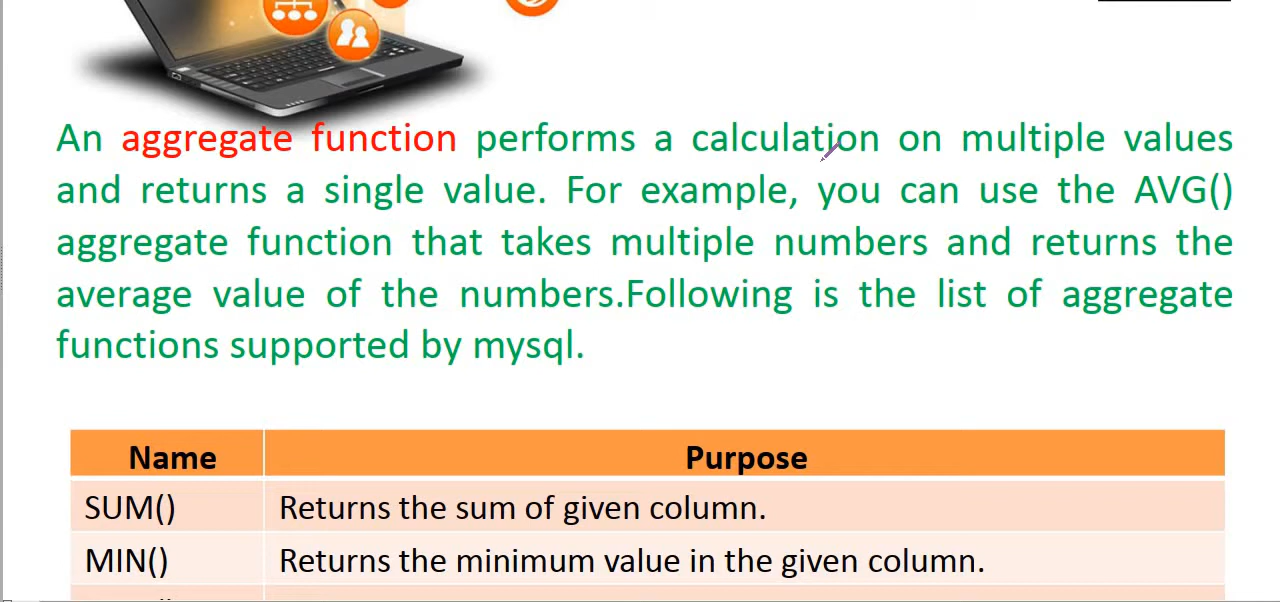 An aggregate function performs a calculation on multiple values
and returns a single value. For example, you can use the AVG()
aggregate function that takes multiple numbers and returns the
average value of the numbers.Following is the list of aggregate
functions supported by mysql.
Name Purpose
SUM() Returns the sum of given column.
MIN() Returns the minimum value in the given column.